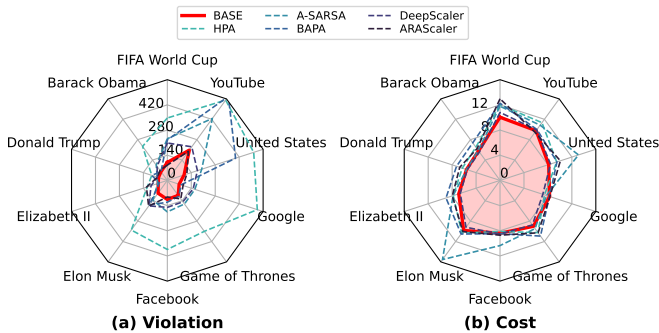 BASE A-SARSA DeepScaler
HPA BAPA ARAScaler
FIFA World Cup
Barack Obama
YouTube
Donald Trump
United States
Elizabeth II
Google
Elon Musk
Game of Thrones
Facebook
420
280
140
0
(a) Violation
FIFA World Cup
Barack Obama
YouTube
Donald Trump
United States
Elizabeth II
Google
Elon Musk
Game of Thrones
Facebook
12
8
4
0
(b) Cost